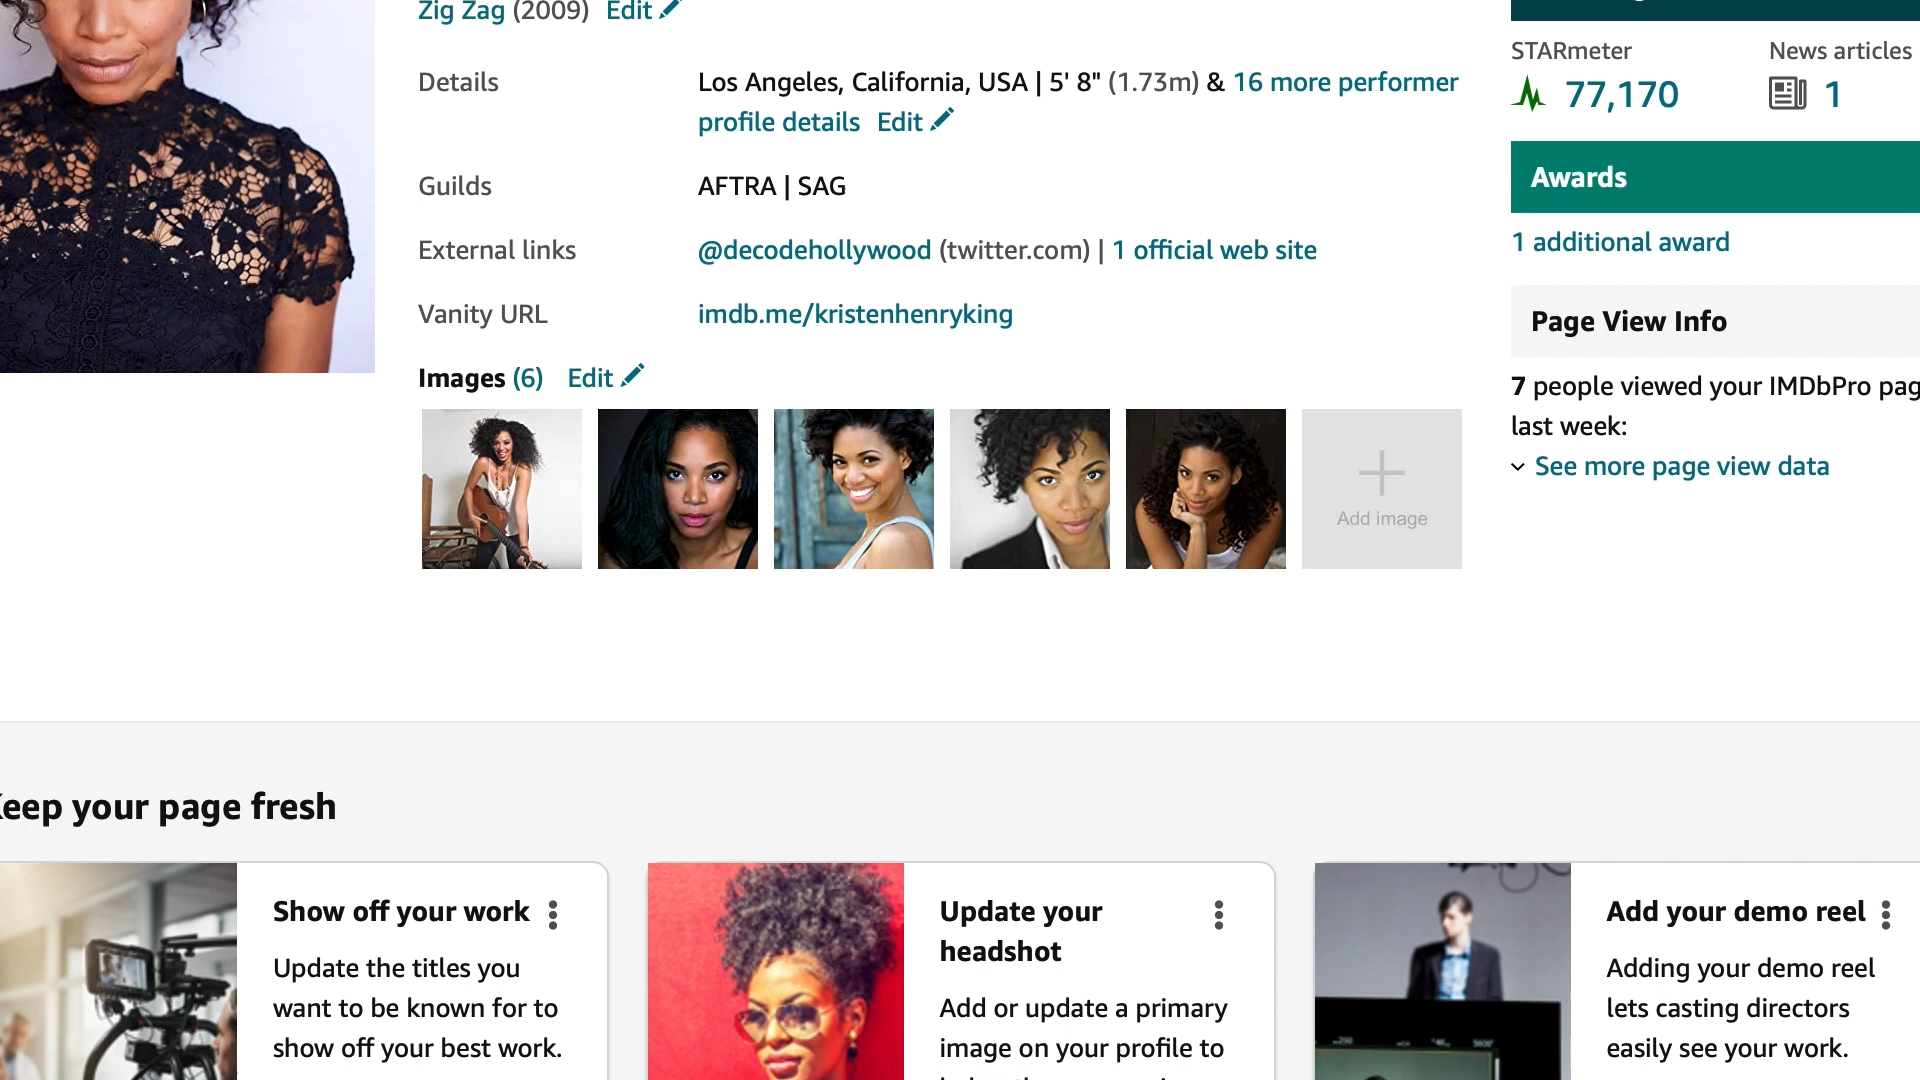 Zig Zag (2009) Edit
Details
Los Angeles, California, USA | 5' 8" (1.73m) & 16 more performer
profile details Edit
Guilds
AFTRA | SAG
External links
@decodehollywood (twitter.com) | 1 official web site
Vanity URL
imdb.me/kristenhenryking
Images (6) Edit
Add image
STARmeter
77,170
News articles
1
Awards
1 additional award
Page View Info
7 people viewed your IMDbPro pag
last week:
See more page view data
Keep your page fresh
Show off your work
Update the titles you
want to be known for to
show off your best work.
Update your
headshot
Add or update a primary
image on your profile to
Add your demo reel
Adding your demo reel
lets casting directors
easily see your work.